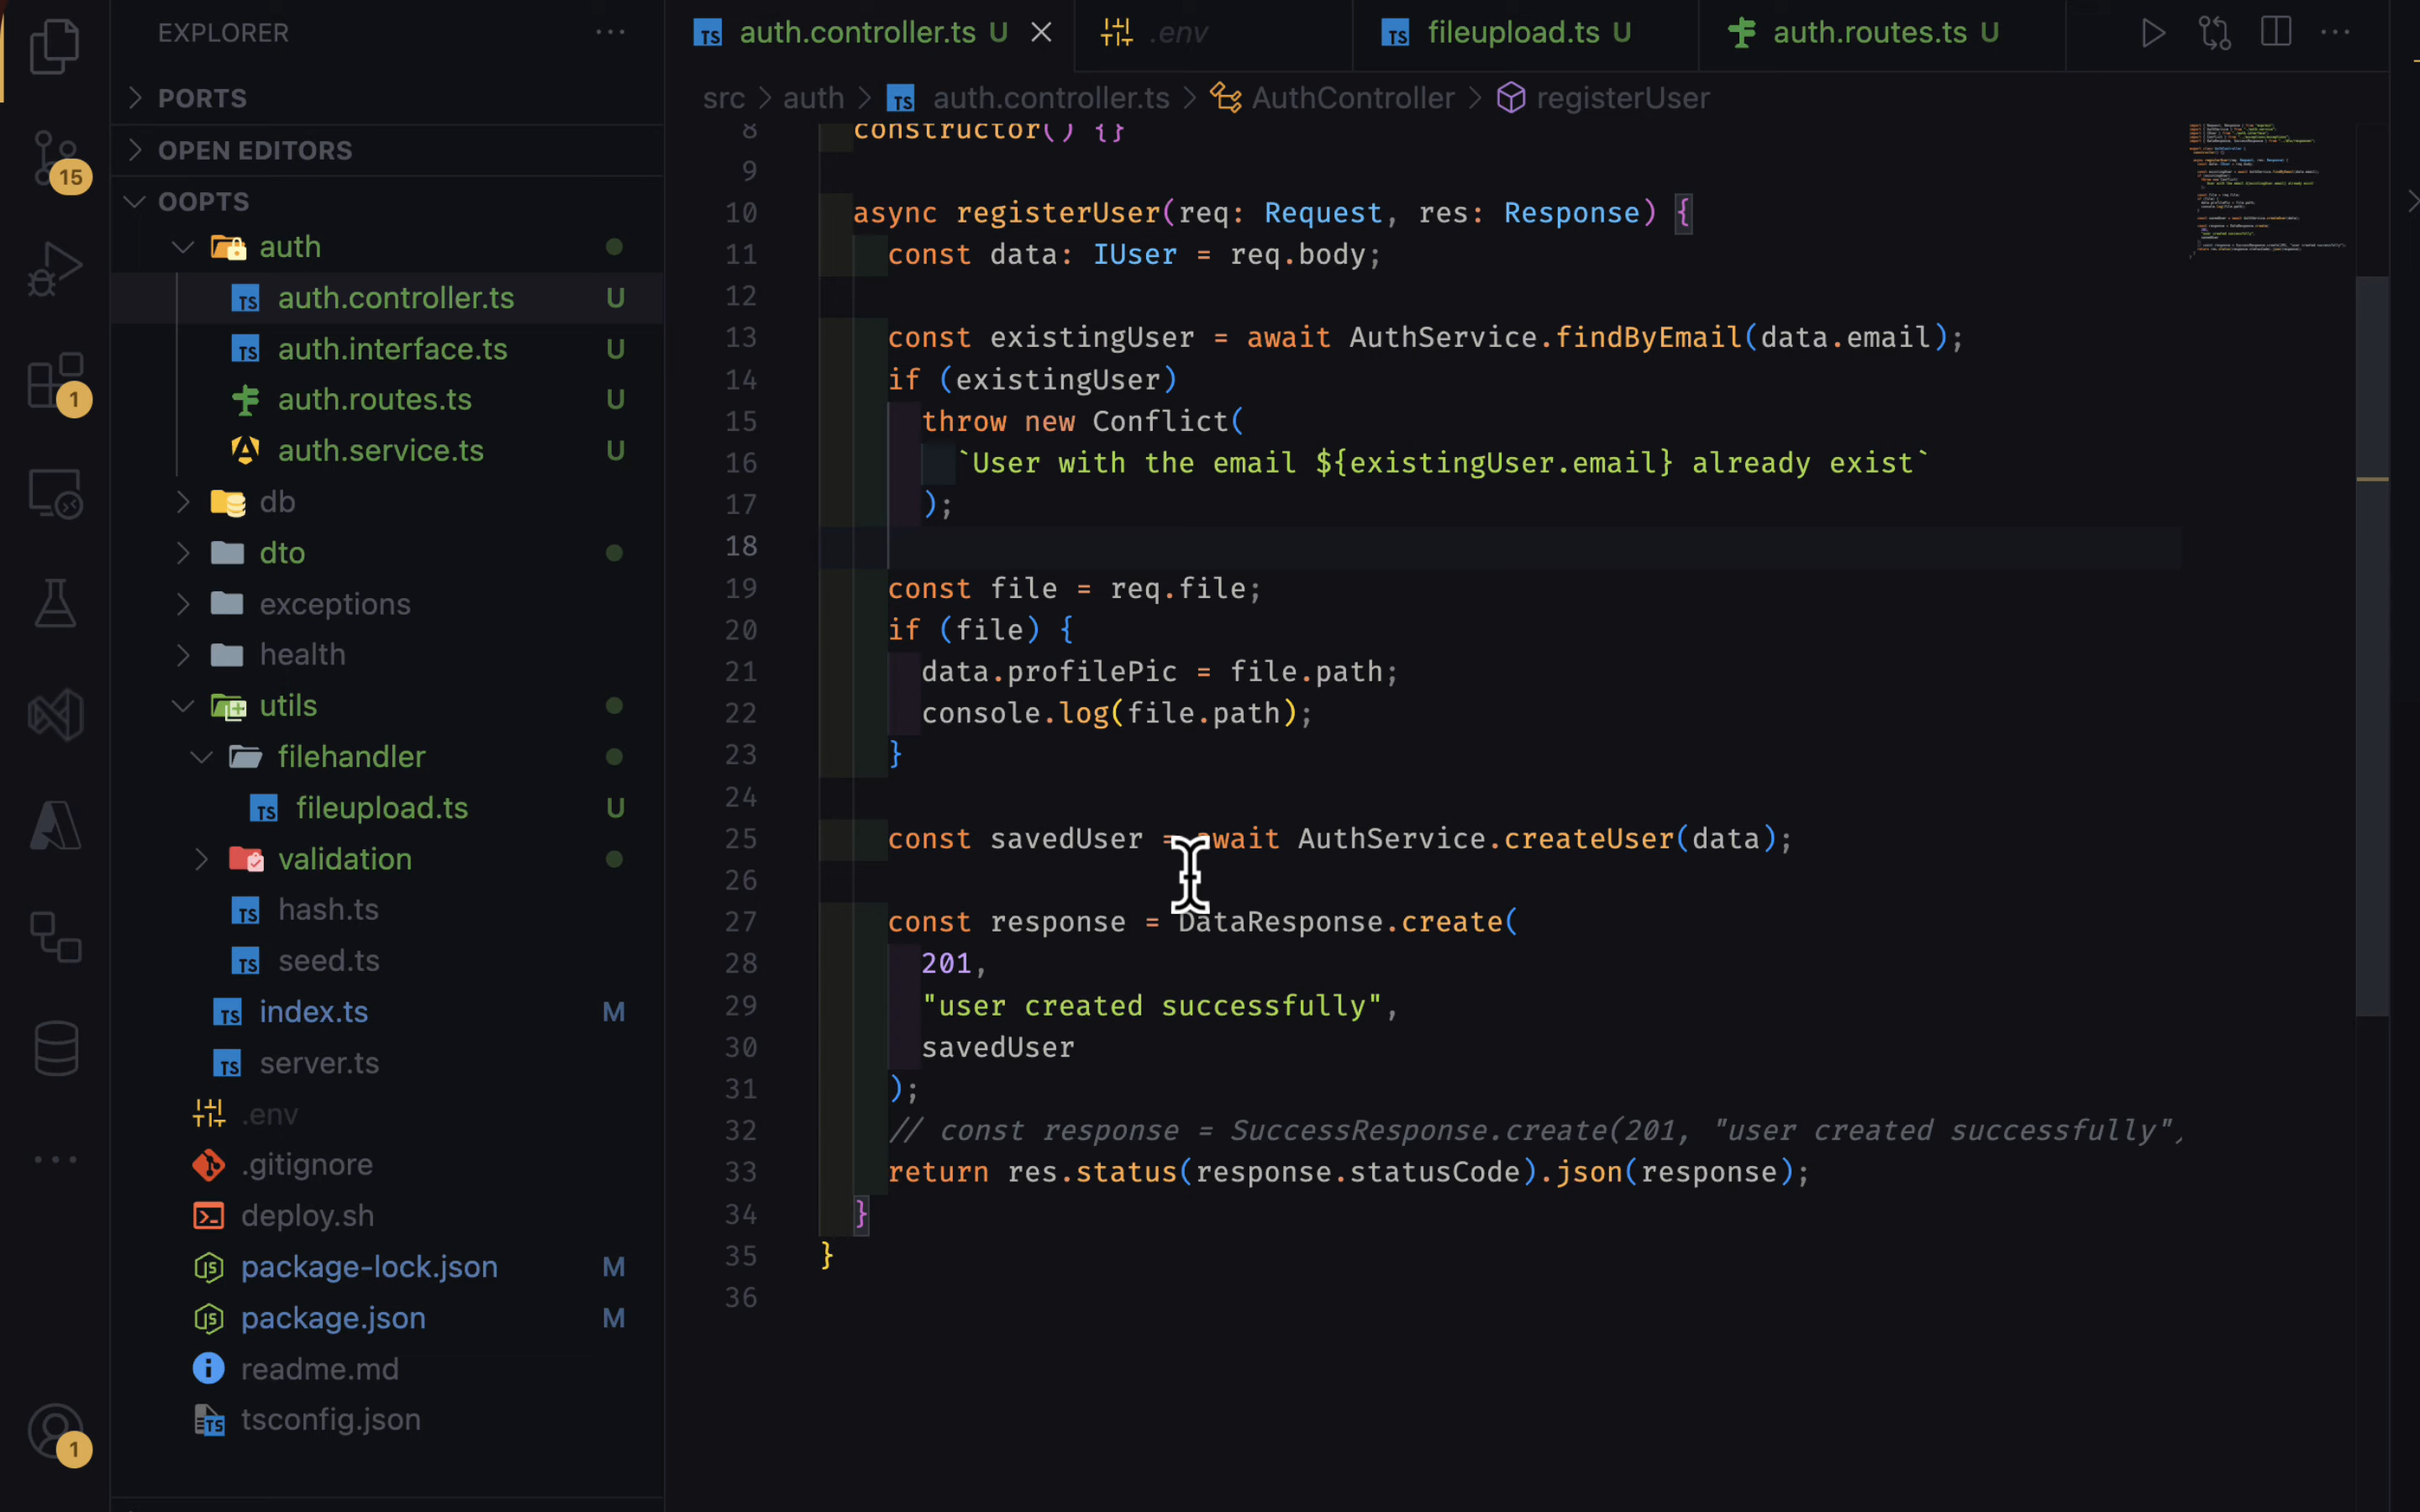 EXPLORER
PORTS
OPEN EDITORS
OOPTS
auth
auth.controller.ts U
auth.interface.ts U
auth.routes.ts U
auth.service.ts U
db
dto
exceptions
health
utils
filehandler
fileupload.ts U
validation
hash.ts
seed.ts
index.ts M
server.ts
.env
.gitignore
deploy.sh
package-lock.json M
package.json M
readme.md
tsconfig.json
15
1
1
auth.controller.ts U
.env
fileupload.ts U
auth.routes.ts U
src > auth > TS auth.controller.ts > AuthController > registerUser
8 constructor() {}
9
10 async registerUser(req: Request, res: Response) {
11 const data: IUser = req.body;
12
13 const existingUser = await AuthService.findByEmail(data.email);
14 if (existingUser)
15 throw new Conflict(
16 `User with the email ${existingUser.email} already exist`
17 );
18
19 const file = req.file;
20 if (file) {
21 data.profilePic = file.path;
22 console.log(file.path);
23 }
24
25 const savedUser = await AuthService.createUser(data);
26
27 const response = DataResponse.create(
28 201,
29 "user created successfully",
30 savedUser
31 );
32 // const response = SuccessResponse.create(201, "user created successfully",
33 return res.status(response.statusCode).json(response);
34 }
35 }
36